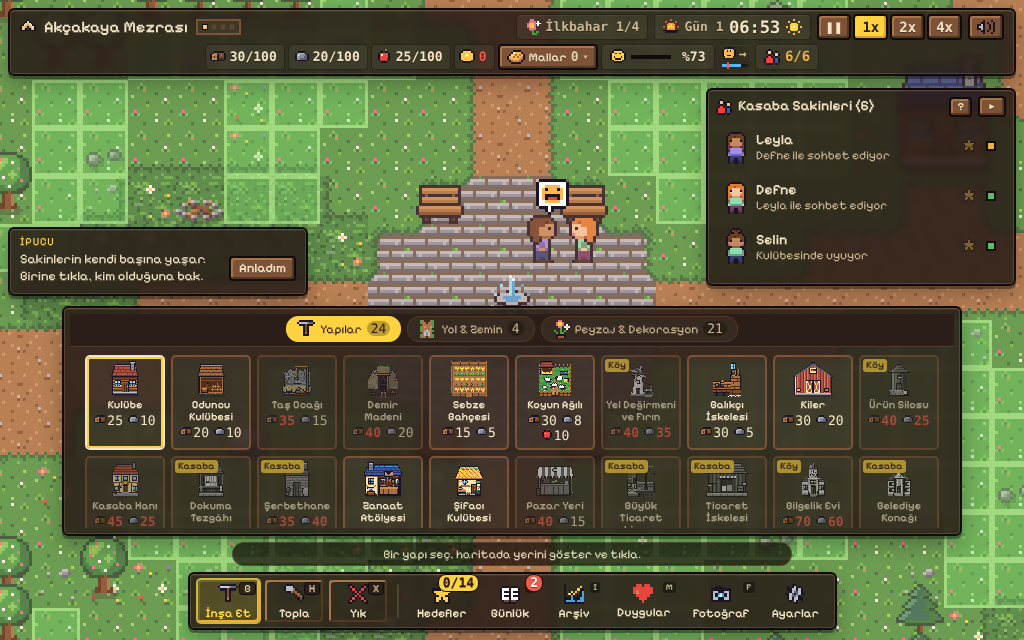 Akçakaya Mezrası
İlkbahar 1/4
Gün 1 06:53
1x
2x
4x
30/100
20/100
25/100
0
Mallar 0
%73
6/6
Kasaba Sakinleri (6)
?
Leyla
Defne ile sohbet ediyor
Defne
Leyla ile sohbet ediyor
Selin
Kulübesinde uyuyor
İPUCU
Sakinlerin kendi başına yaşar.
Birine tıkla, kim olduğuna bak.
Anladım
Yapılar 24
Yol & Zemin 4
Peyzaj & Dekorasyon 21
Kulübe
25 10
Oduncu Kulübesi
20 10
Taş Ocağı
35 15
Demir Madeni
40 20
Sebze Bahçesi
15 5
Koyun Ağılı
30 8
10
Köy
Yel Değirmeni ve Fırın
40 35
Balıkçı İskelesi
30 5
Kiler
30 20
Köy
Ürün Silosu
40 25
Kasaba Hanı
45 25
Kasaba
Dokuma Tezgâhı
Kasaba
Şerbethane
35 40
Zanaat Atölyesi
Şifacı Kulübesi
Pazar Yeri
40 15
Kasaba
Büyük Ticaret
Kasaba
Ticaret İskelesi
Köy
Bilgelik Evi
70 60
Kasaba
Belediye Konağı
Bir yapı seç, haritada yerini göster ve tıkla.
İnşa Et
Topla H
Yık X
0/14
Hedefler
2
Günlük
Arşiv I
Duygular M
Fotoğraf F
Ayarlar